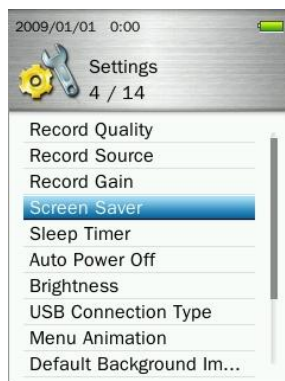 2009/01/01 0:00
Settings
4 / 14
Record Quality
Record Source
Record Gain
Screen Saver
Sleep Timer
Auto Power Off
Brightness
USB Connection Type
Menu Animation
Default Background Im...